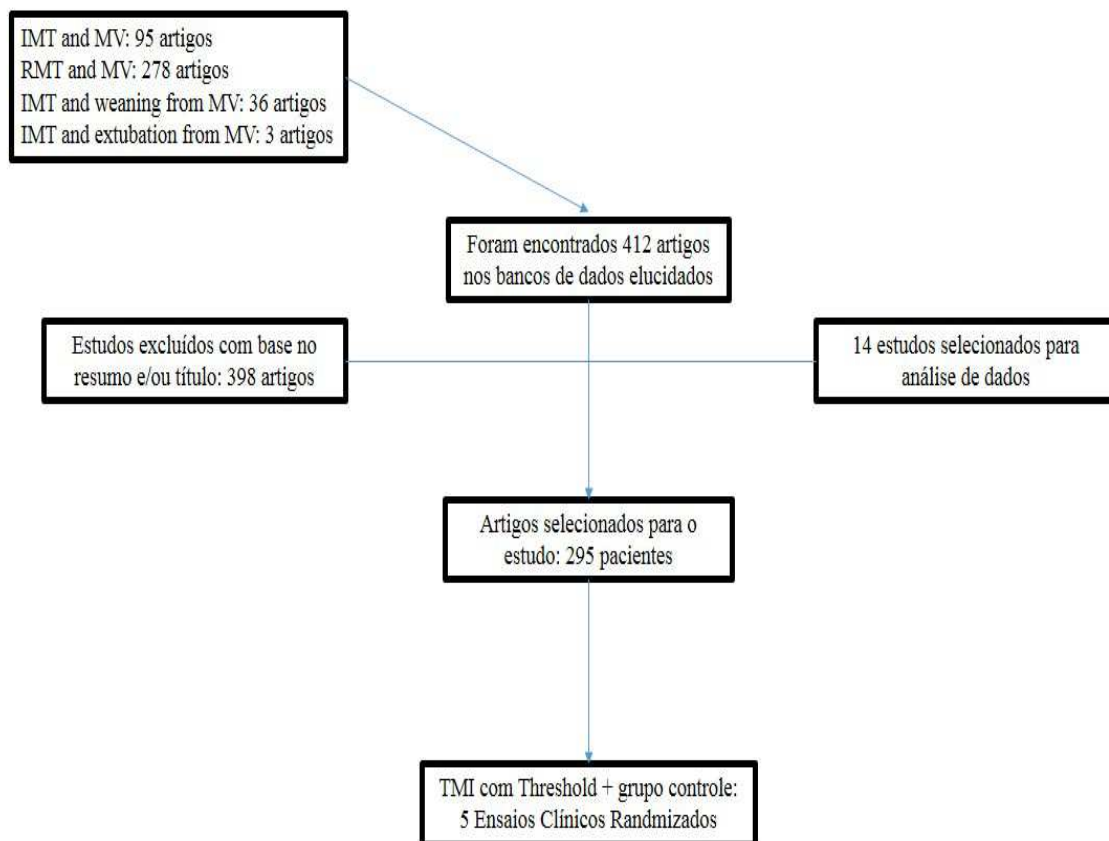 IMT and MV: 95 artigos
RMT and MV: 278 artigos
IMT and weaning from MV: 36 artigos
IMT and extubation from MV: 3 artigos
Foram encontrados 412 artigos
nos bancos de dados elucidados
Estudos excluídos com base no
resumo e/ou título: 398 artigos
14 estudos selecionados para
análise de dados
Artigos selecionados para o
estudo: 295 pacientes
TMI com Threshold + grupo controle:
5 Ensaios Clínicos Randmizados